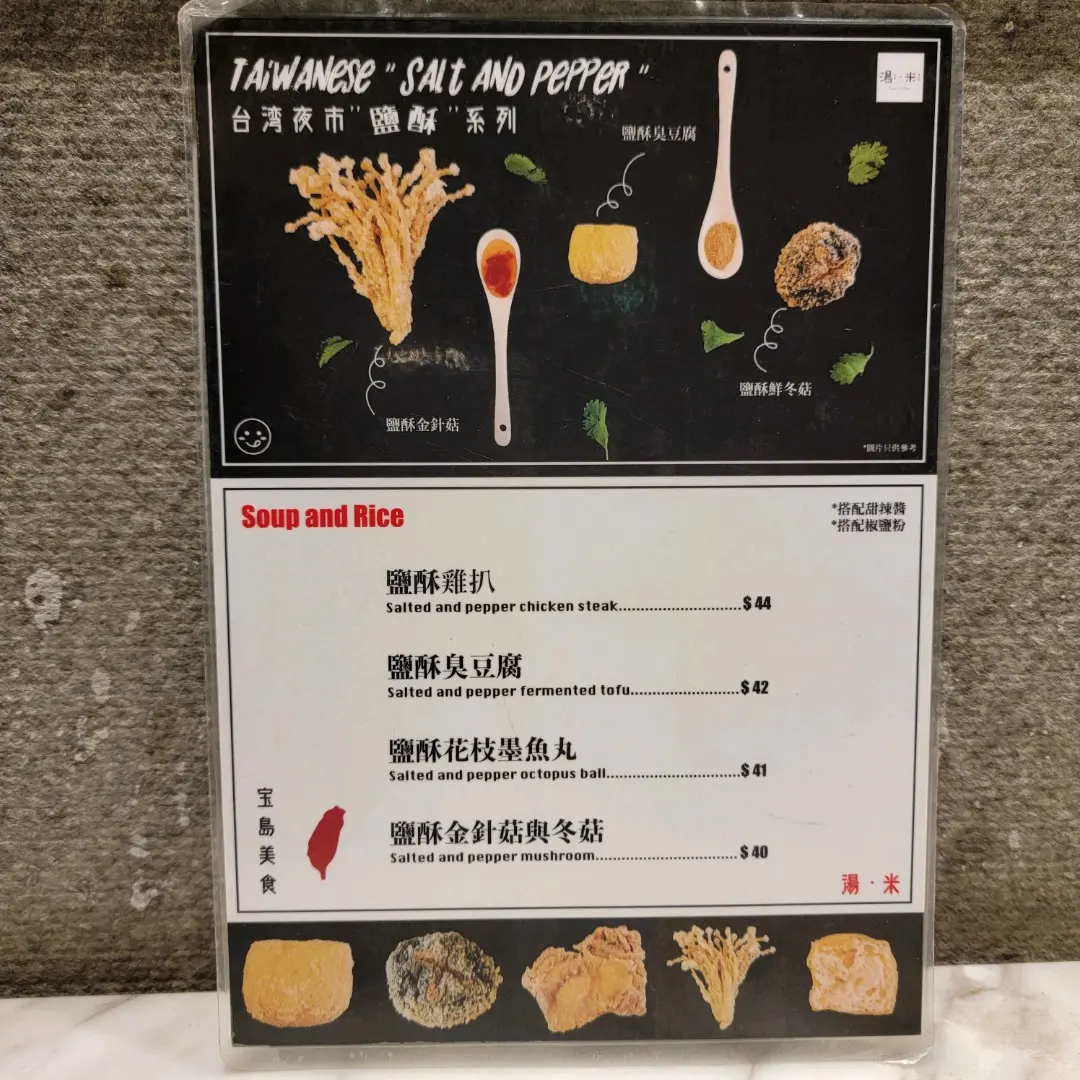 TAIWANESE " SALT AND PEPPER "
台湾夜市"鹽酥"系列
湯·米
鹽酥臭豆腐
鹽酥鮮冬菇
鹽酥金針菇
*圖片只供參考
Soup and Rice
*搭配甜辣醬
*搭配椒鹽粉
鹽酥雞扒
Salted and pepper chicken steak..............................$ 44
鹽酥臭豆腐
Salted and pepper fermented tofu..........................$ 42
鹽酥花枝墨魚丸
Salted and pepper octopus ball................................$ 41
鹽酥金針菇與冬菇
Salted and pepper mushroom..................................$ 40
宝島美食
湯·米